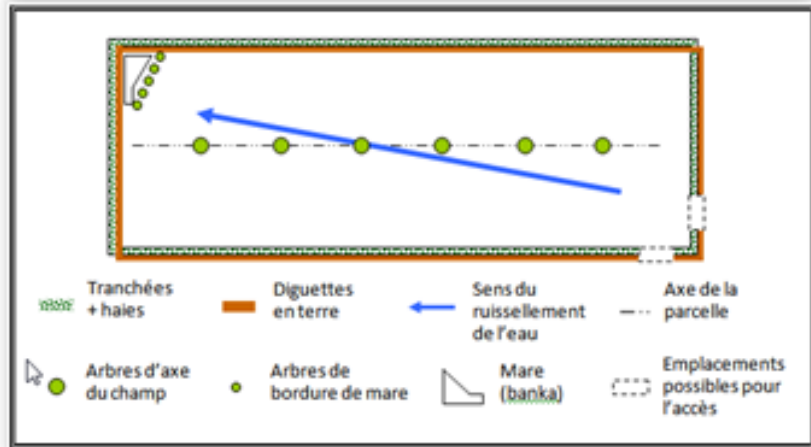 Tranchées
+ haies
Diguettes
en terre
Sens du
ruissellement
de l'eau
Axe de la
parcelle
Arbres d'axe
du champ
Arbres de
bordure de mare
Mare
(banka)
Emplacements
possibles pour
l'accès